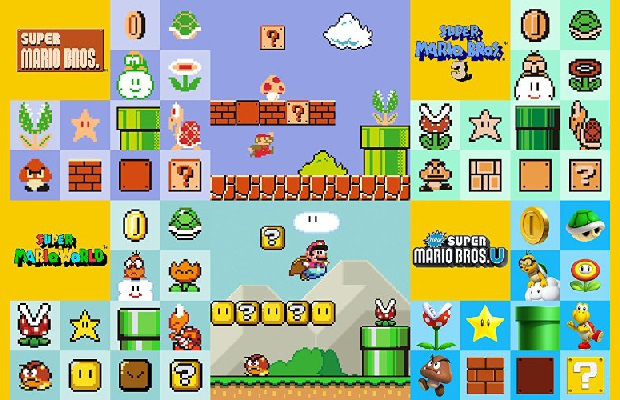 SUPER
MARIO BROS.
?
SUPER
MARIO BROS.
3
?
?
?
SUPER
MARIO WORLD
?
?
?
?
new
SUPER
MARIO BROS.U
?